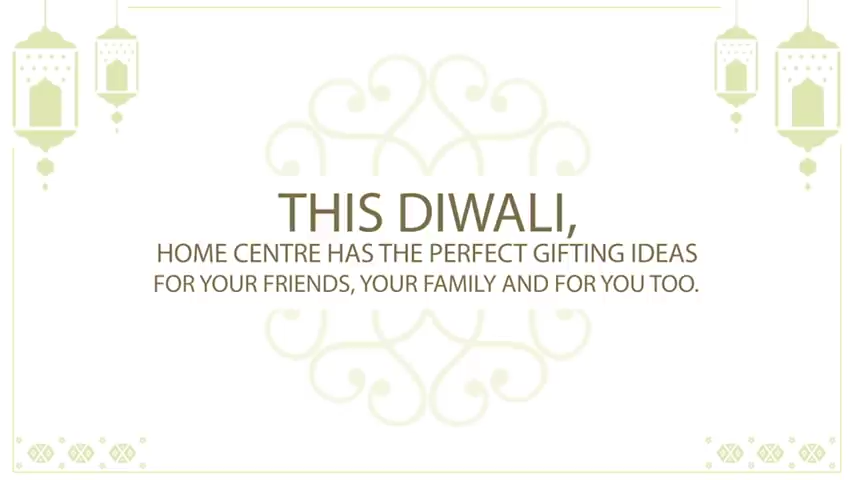 THIS DIWALI,
HOME CENTRE HAS THE PERFECT GIFTING IDEAS
FOR YOUR FRIENDS, YOUR FAMILY AND FOR YOU TOO.